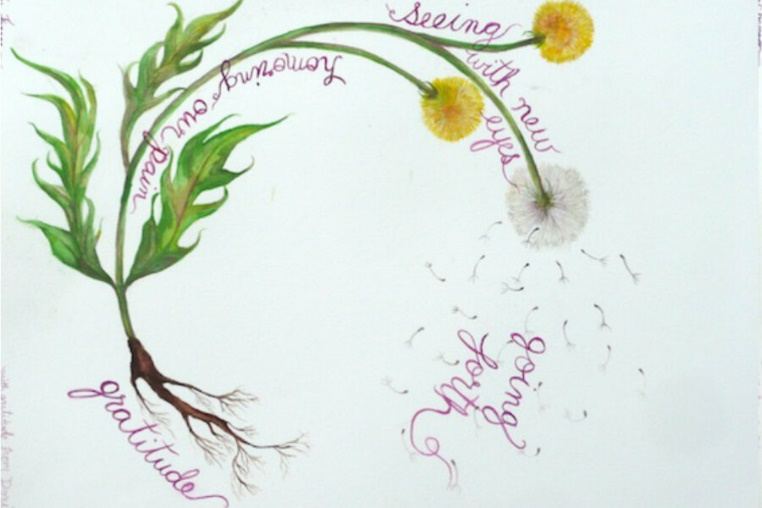 gratitude
honoring our pain
seeing
with new
eyes
going
forth